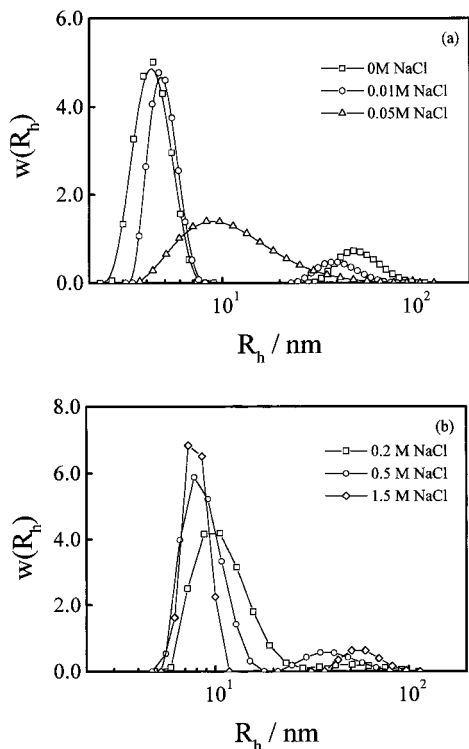 (a)
6.0
0M NaCl
0.01M NaCl
0.05M NaCl
4.0
w(R_h)
2.0
0.0
10^1
10^2
R_h / nm
(b)
8.0
0.2 M NaCl
0.5 M NaCl
1.5 M NaCl
6.0
w(R_h)
4.0
2.0
0.0
10^1
10^2
R_h / nm